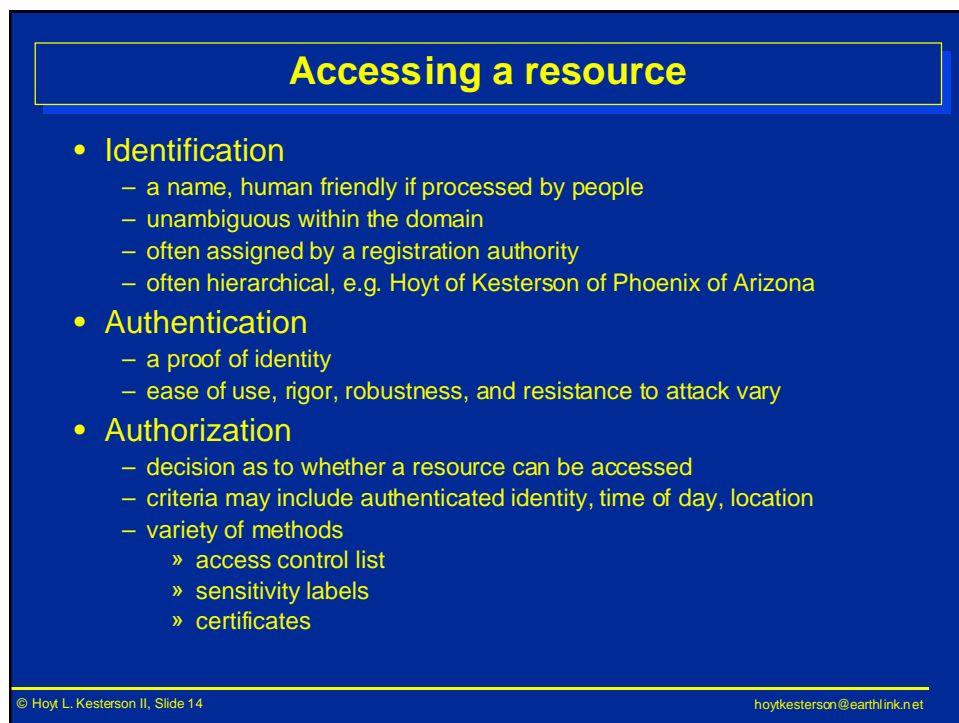 Accessing a resource
• Identification
– a name, human friendly if processed by people
– unambiguous within the domain
– often assigned by a registration authority
– often hierarchical, e.g. Hoyt of Kesterson of Phoenix of Arizona
• Authentication
– a proof of identity
– ease of use, rigor, robustness, and resistance to attack vary
• Authorization
– decision as to whether a resource can be accessed
– criteria may include authenticated identity, time of day, location
– variety of methods
» access control list
» sensitivity labels
» certificates
© Hoyt L. Kesterson II, Slide 14
hoytkesterson@earthlink.net